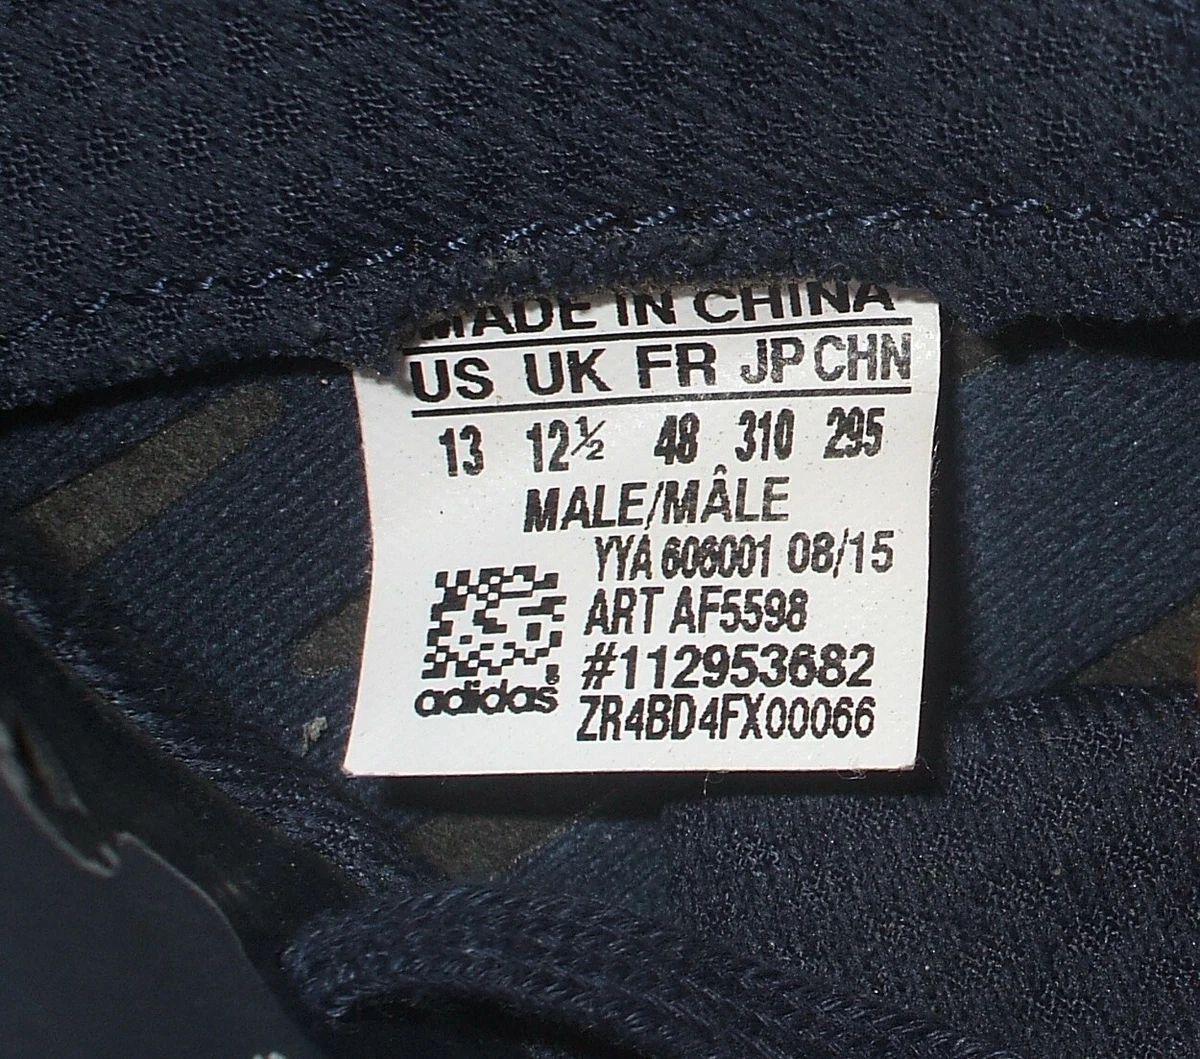 MADE IN CHINA
US UK FR JP CHN
13 12½ 48 310 295
MALE/MÂLE
YYA 606001 08/15
ART AF5598
#112953682
adidas®
ZR4BD4FX00066